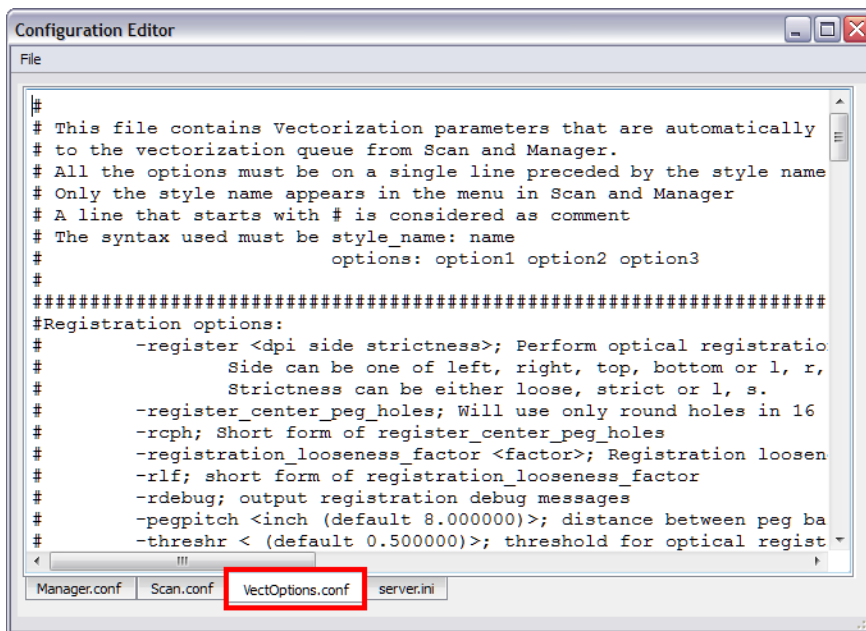 Configuration Editor
File
#
# This file contains Vectorization parameters that are automatically
# to the vectorization queue from Scan and Manager.
# All the options must be on a single line preceded by the style name
# Only the style name appears in the menu in Scan and Manager
# A line that starts with # is considered as comment
# The syntax used must be style_name: name
# options: option1 option2 option3
#
#####################################################################
#Registration options:
# -register <dpi side strictness>; Perform optical registratio
# Side can be one of left, right, top, bottom or l, r,
# Strictness can be either loose, strict or l, s.
# -register_center_peg_holes; Will use only round holes in 16
# -rcph; Short form of register_center_peg_holes
# -registration_looseness_factor <factor>; Registration loosen
# -rlf; short form of registration_looseness_factor
# -rdebug; output registration debug messages
# -pegpitch <inch (default 8.000000)>; distance between peg ba
# -threshr < (default 0.500000)>; threshold for optical regist
Manager.conf Scan.conf VectOptions.conf server.ini